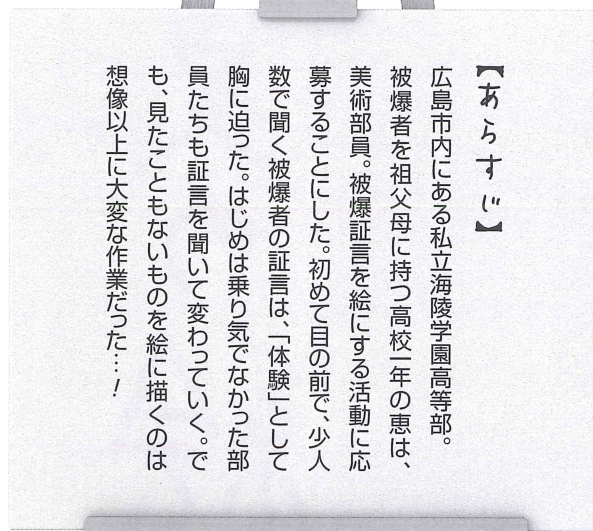 【あらすじ】
広島市内にある私立海陵学園高等部。
被爆者を祖父母に持つ高校一年の恵は、
美術部員。被爆証言を絵にする活動に応
募することにした。初めて目の前で、少人
数で聞く被爆者の証言は、「体験」として
胸に迫った。はじめは乗り気でなかった部
員たちも証言を聞いて変わっていく。で
も、見たこともないものを絵に描くのは
想像以上に大変な作業だった…！